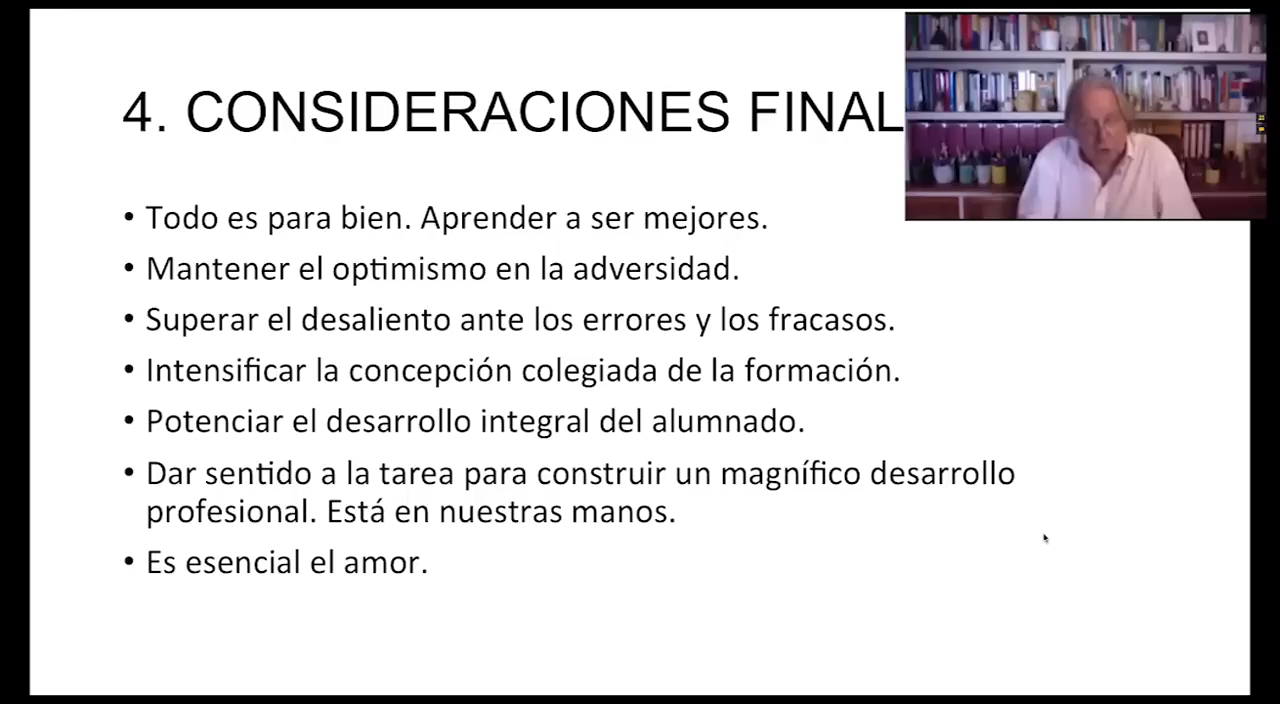 4. CONSIDERACIONES FINAL
• Todo es para bien. Aprender a ser mejores.
• Mantener el optimismo en la adversidad.
• Superar el desaliento ante los errores y los fracasos.
• Intensificar la concepción colegiada de la formación.
• Potenciar el desarrollo integral del alumnado.
• Dar sentido a la tarea para construir un magnífico desarrollo
profesional. Está en nuestras manos.
• Es esencial el amor.